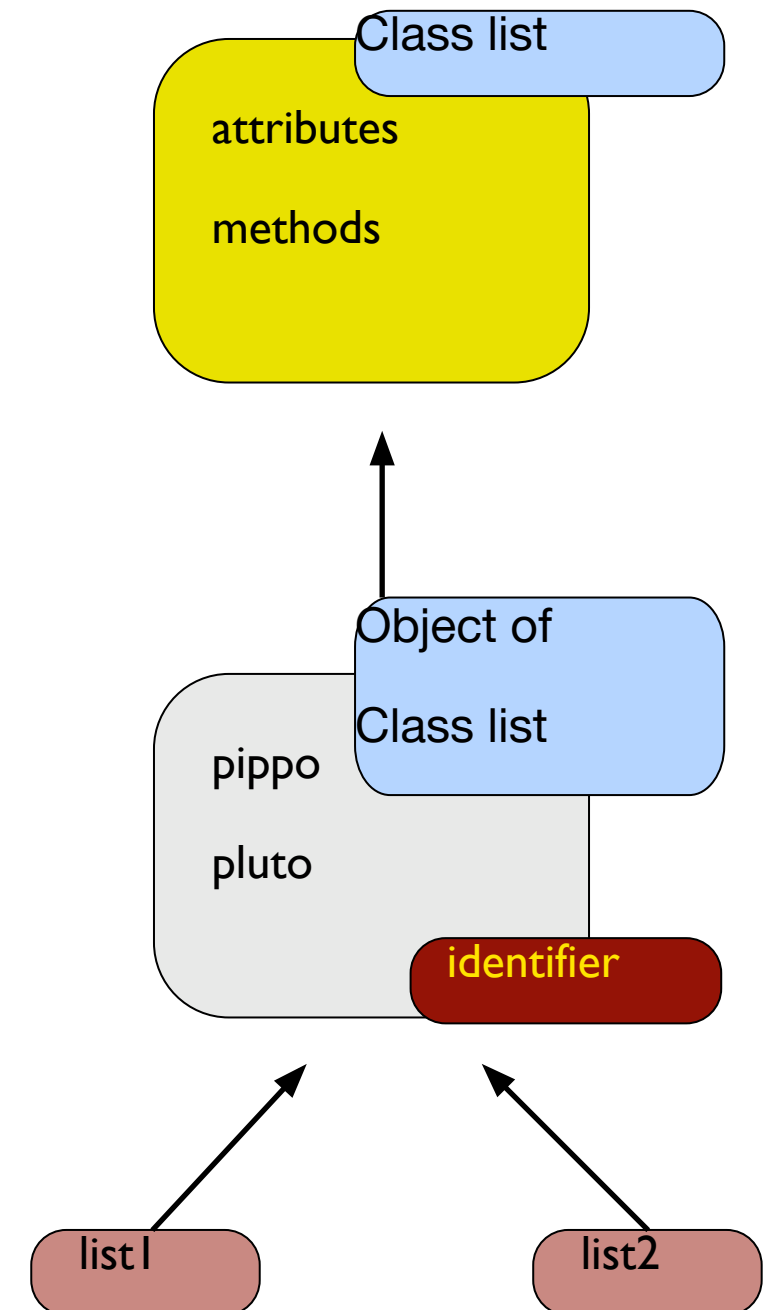 Class list
attributes
methods
Object of
Class list
pippo
pluto
identifier
list1
list2